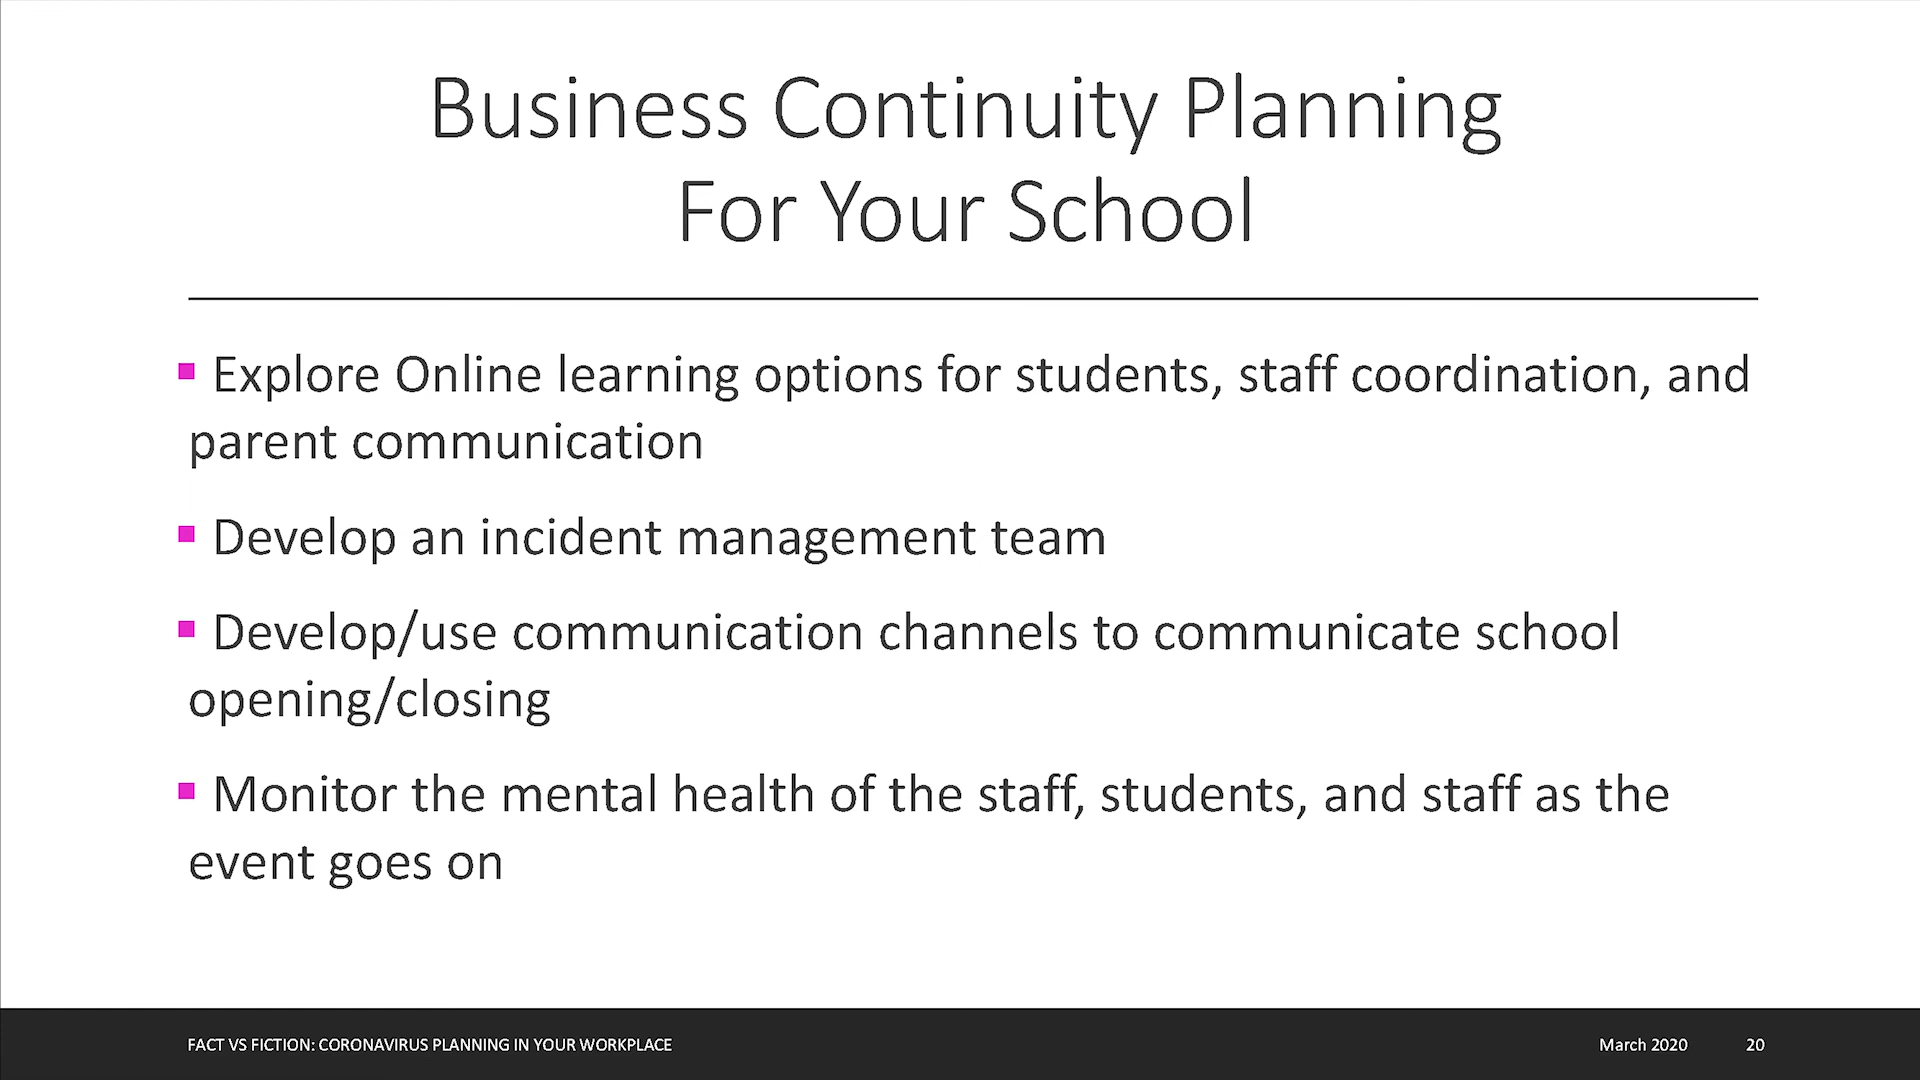 Business Continuity Planning
For Your School
▪ Explore Online learning options for students, staff coordination, and
parent communication
▪ Develop an incident management team
▪ Develop/use communication channels to communicate school
opening/closing
▪ Monitor the mental health of the staff, students, and staff as the
event goes on
FACT VS FICTION: CORONAVIRUS PLANNING IN YOUR WORKPLACE March 2020 20